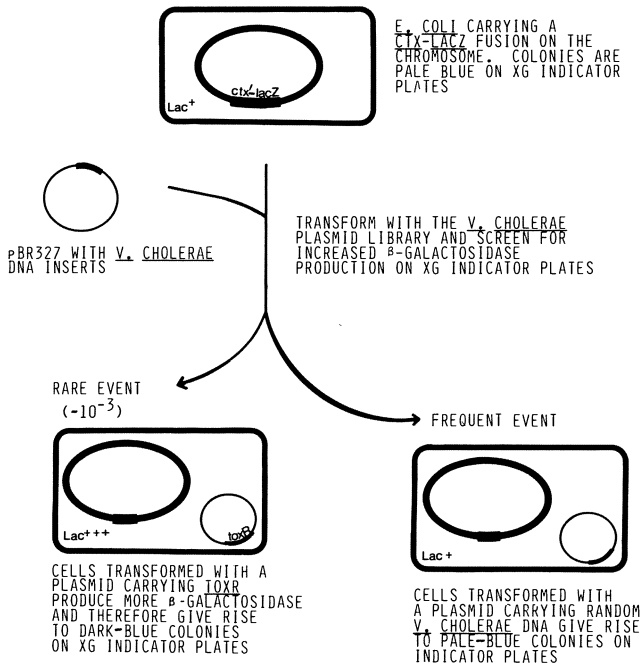 E. COLI CARRYING A
CTX-LACZ FUSION ON THE
CHROMOSOME. COLONIES ARE
PALE BLUE ON XG INDICATOR
PLATES
ctx'-lacZ
Lac+
pBR327 WITH V. CHOLERAE
DNA INSERTS
TRANSFORM WITH THE V. CHOLERAE
PLASMID LIBRARY AND SCREEN FOR
INCREASED β-GALACTOSIDASE
PRODUCTION ON XG INDICATOR PLATES
RARE EVENT
(~10-3)
FREQUENT EVENT
toxR
Lac+++
Lac +
CELLS TRANSFORMED WITH A
PLASMID CARRYING TOXR
PRODUCE MORE β-GALACTOSIDASE
AND THEREFORE GIVE RISE
TO DARK-BLUE COLONIES
ON XG INDICATOR PLATES
CELLS TRANSFORMED WITH
A PLASMID CARRYING RANDOM
V. CHOLERAE DNA GIVE RISE
TO PALE-BLUE COLONIES ON
INDICATOR PLATES